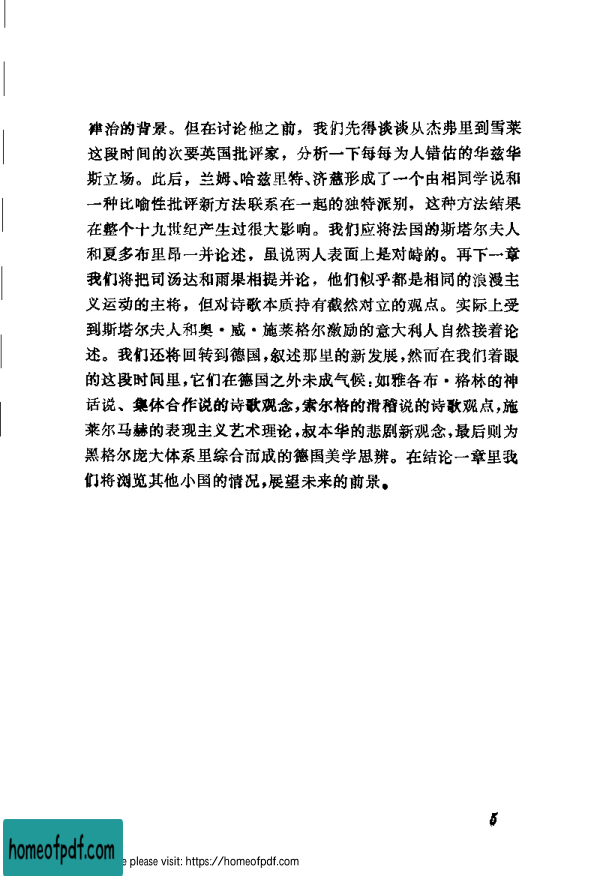 律治的背景。但在讨论他之前，我们先得谈谈从杰弗里到雪莱
这段时间的次要英国批评家，分析一下每每为人错估的华兹华
斯立场。此后，兰姆、哈兹里特、济慈形成了一个由相同学说和
一种比喻性批评新方法联系在一起的独特派别，这种方法结果
在整个十九世纪产生过很大影响。我们应将法国的斯塔尔夫人
和夏多布里昂一并论述，虽说两人表面上是对峙的。再下一章
我们将把司汤达和雨果相提并论，他们似乎都是相同的浪漫主
义运动的主将，但对诗歌本质持有截然对立的观点。实际上受
到斯塔尔夫人和奥·威·施莱格尔激励的意大利人自然接着论
述。我们还将回转到德国，叙述那里的新发展，然而在我们着眼
的这段时间里，它们在德国之外未成气候：如雅各布·格林的神
话说、集体合作说的诗歌观念，索尔格的滑稽说的诗歌观点，施
莱尔马赫的表现主义艺术理论，叔本华的悲剧新观念，最后则为
黑格尔庞大体系里综合而成的德国美学思辨。在结论一章里我
们将浏览其他小国的情况，展望未来的前景。
5
homeofpdf.com
e please visit: https://homeofpdf.com